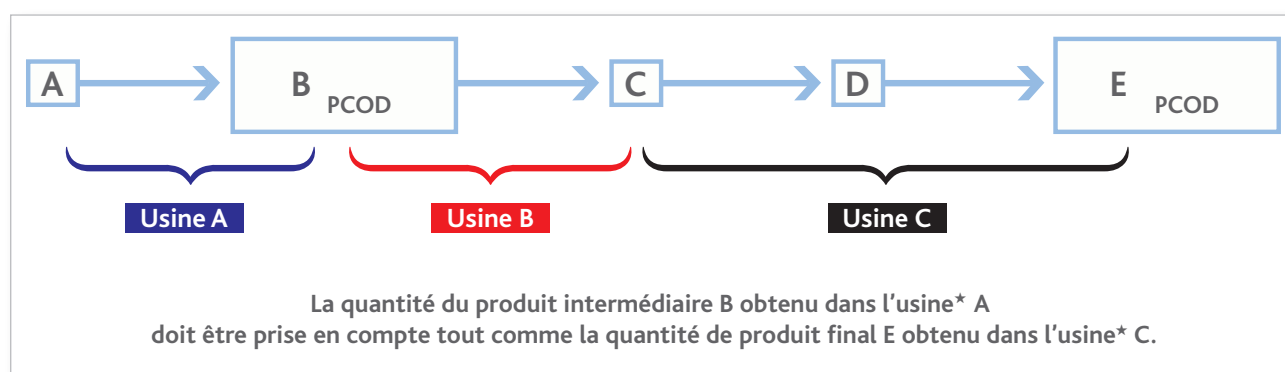 A B PCOD C D E PCOD
Usine A Usine B Usine C
La quantité du produit intermédiaire B obtenu dans l'usine★ A
doit être prise en compte tout comme la quantité de produit final E obtenu dans l'usine★ C.